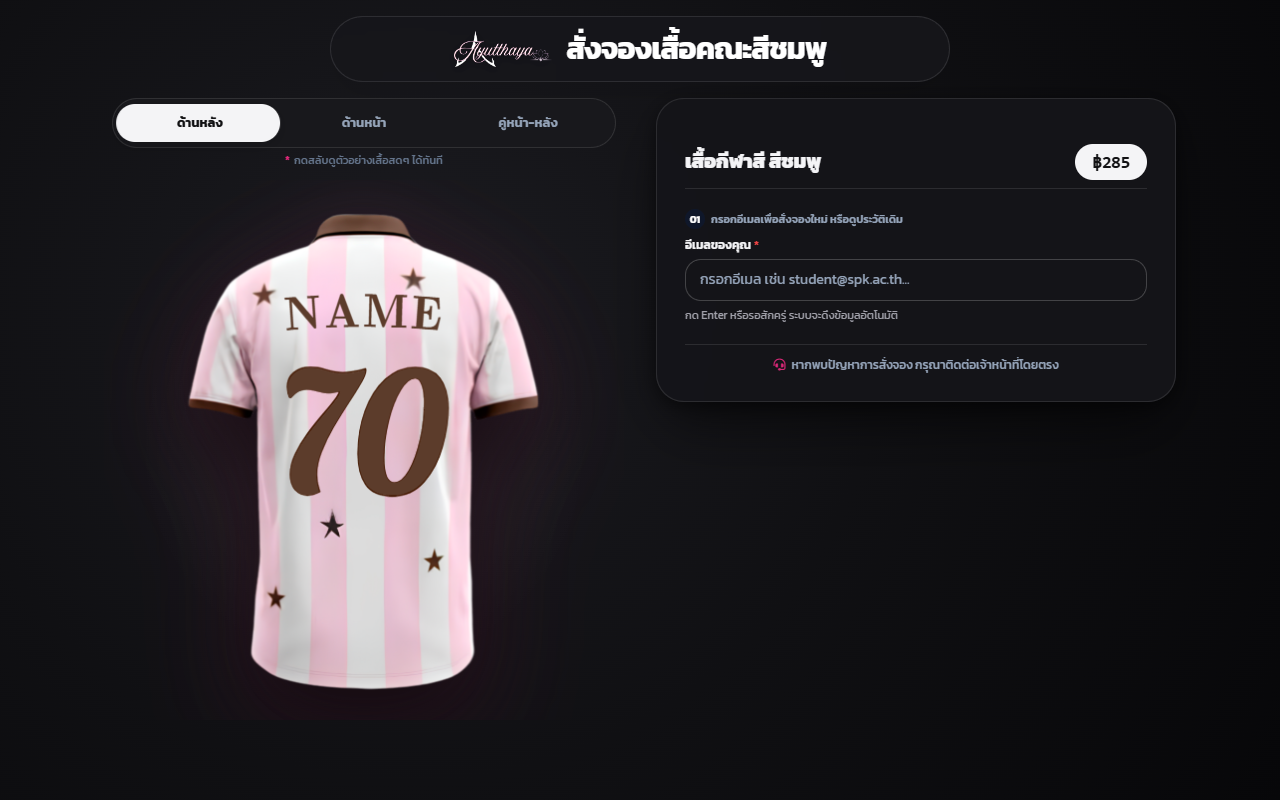 Ayutthaya สั่งจองเสื้อคณะสีชมพู
ด้านหลัง ด้านหน้า คู่หน้า-หลัง
* กดสลับดูตัวอย่างเสื้อสดๆ ได้ทันที
NAME
70
เสื้อกีฬาสี สีชมพู ฿285
01 กรอกอีเมลเพื่อสั่งจองใหม่ หรือดูประวัติเดิม
อีเมลของคุณ *
กรอกอีเมล เช่น student@spk.ac.th...
กด Enter หรือรอสักครู่ ระบบจะดึงข้อมูลอัตโนมัติ
หากพบปัญหาการสั่งจอง กรุณาติดต่อเจ้าหน้าที่โดยตรง